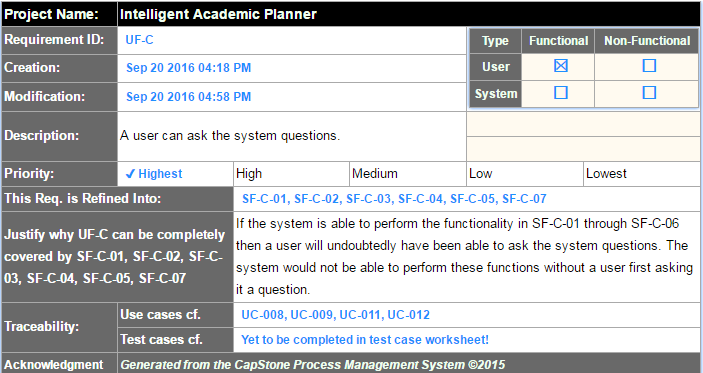 Project Name: Intelligent Academic Planner
Requirement ID: UF-C
Type Functional Non-Functional
User
System
Creation: Sep 20 2016 04:18 PM
Modification: Sep 20 2016 04:58 PM
Description: A user can ask the system questions.
Priority: ✓ Highest High Medium Low Lowest
This Req. is Refined Into: SF-C-01, SF-C-02, SF-C-03, SF-C-04, SF-C-05, SF-C-07
Justify why UF-C can be completely
covered by SF-C-01, SF-C-02, SF-C-
03, SF-C-04, SF-C-05, SF-C-07
If the system is able to perform the functionality in SF-C-01 through SF-C-06
then a user will undoubtedly have been able to ask the system questions. The
system would not be able to perform these functions without a user first asking
it a question.
Traceability:
Use cases cf. UC-008, UC-009, UC-011, UC-012
Test cases cf. Yet to be completed in test case worksheet!
Acknowledgment Generated from the CapStone Process Management System ©2015